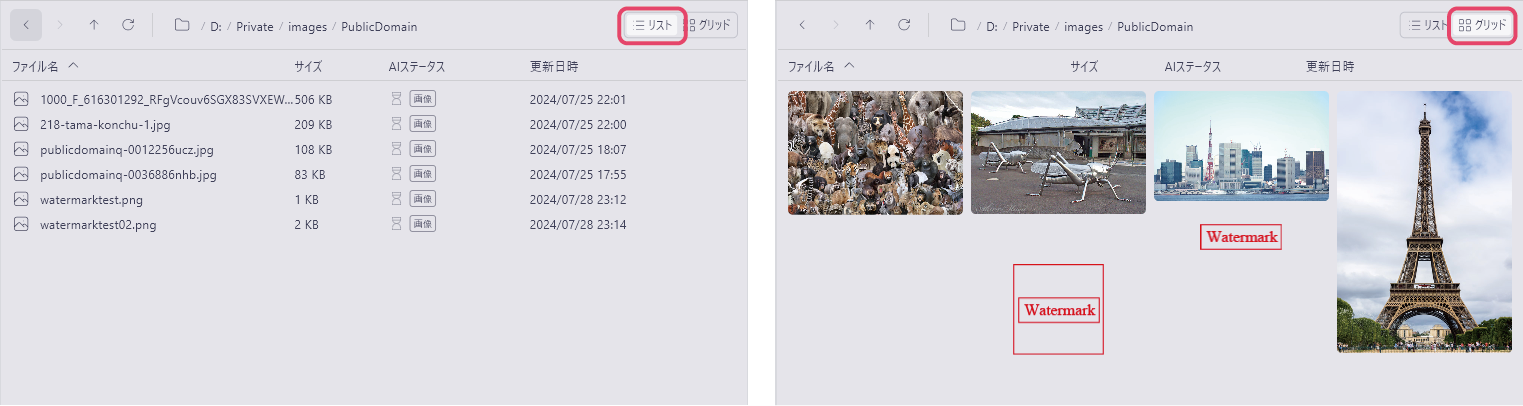 / D: / Private / images / PublicDomain
リスト グリッド
ファイル名 サイズ AIステータス 更新日時
1000_F_616301292_RFgVcouv6SGX83SVXEW... 506 KB 画像 2024/07/25 22:01
218-tama-konchu-1.jpg 209 KB 画像 2024/07/25 22:00
publicdomainq-0012256ucz.jpg 108 KB 画像 2024/07/25 18:07
publicdomainq-0036886nhb.jpg 83 KB 画像 2024/07/25 17:55
watermarktest.png 1 KB 画像 2024/07/28 23:12
watermarktest02.png 2 KB 画像 2024/07/28 23:14
/ D: / Private / images / PublicDomain
リスト グリッド
ファイル名 サイズ AIステータス 更新日時
Watermark
Watermark